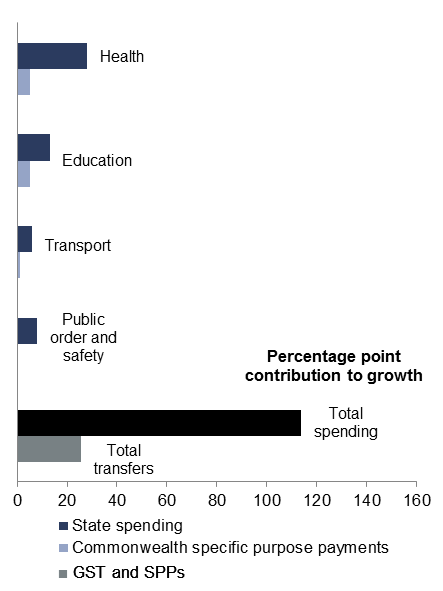 Health
Education
Transport
Public
order and
safety
Percentage point
contribution to growth
Total
spending
Total
transfers
0 20 40 60 80 100 120 140 160
State spending
Commonwealth specific purpose payments
GST and SPPs